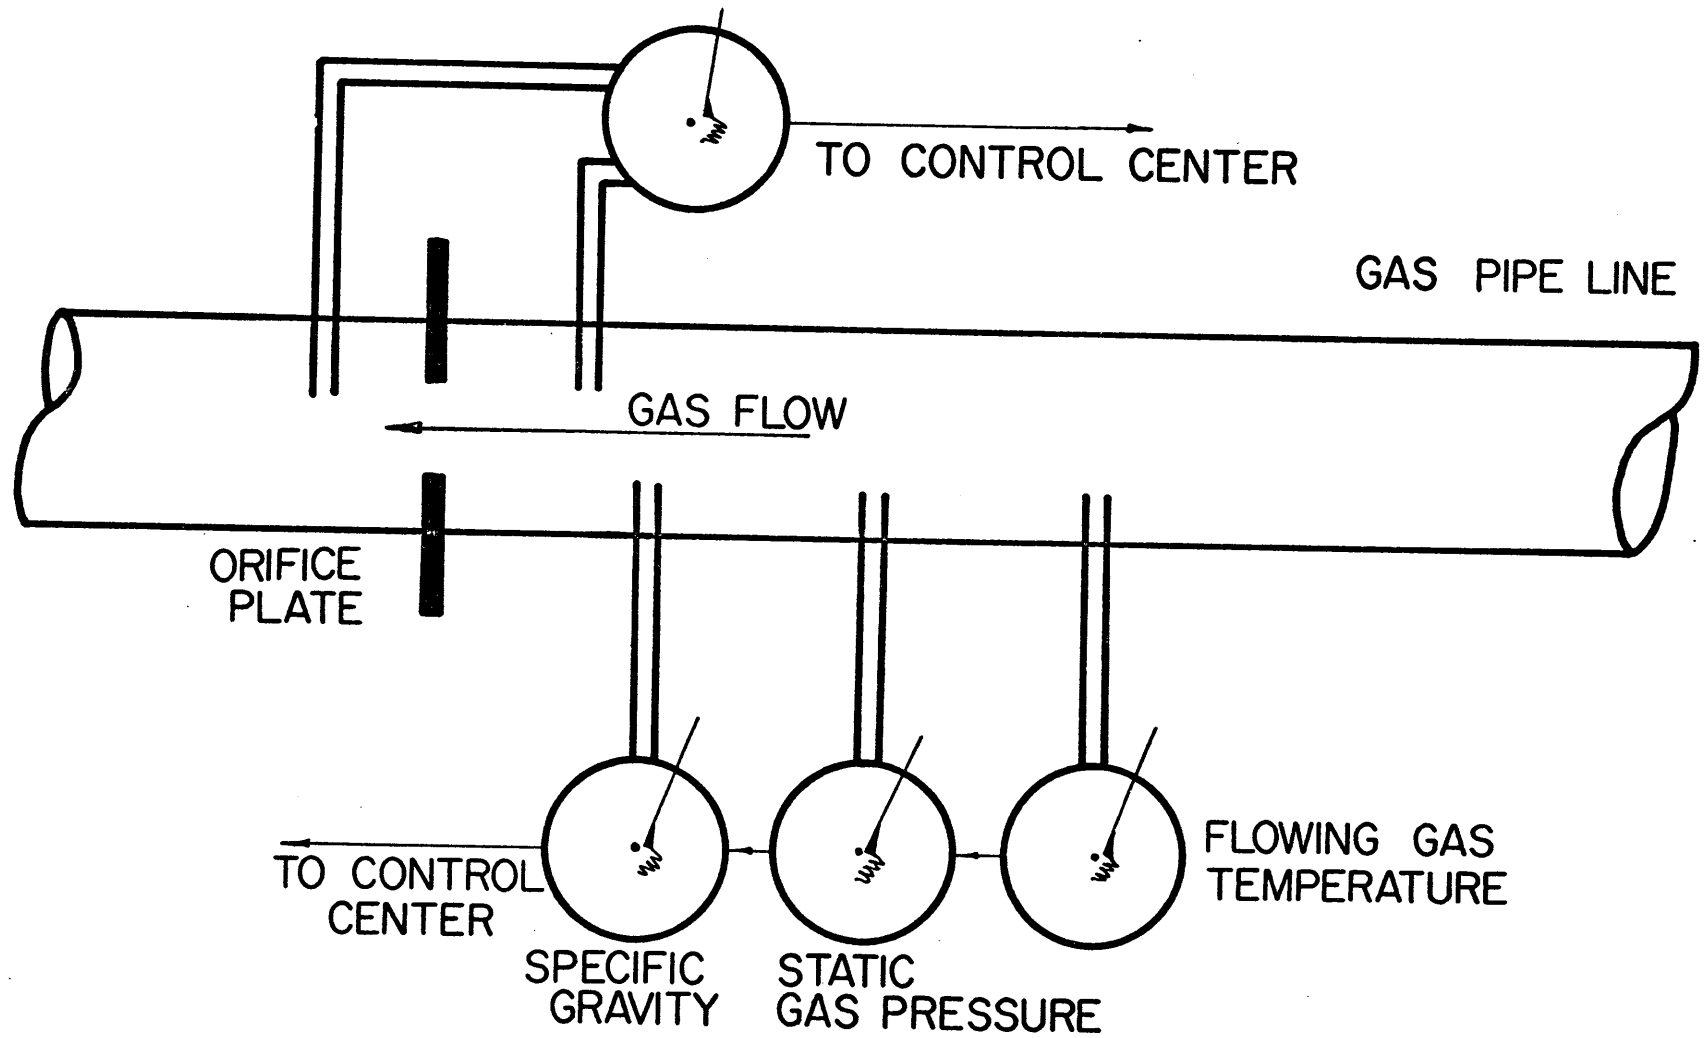 TO CONTROL CENTER
GAS PIPE LINE
GAS FLOW
ORIFICE
PLATE
FLOWING GAS
TEMPERATURE
TO CONTROL
CENTER
SPECIFIC
GRAVITY
STATIC
GAS PRESSURE